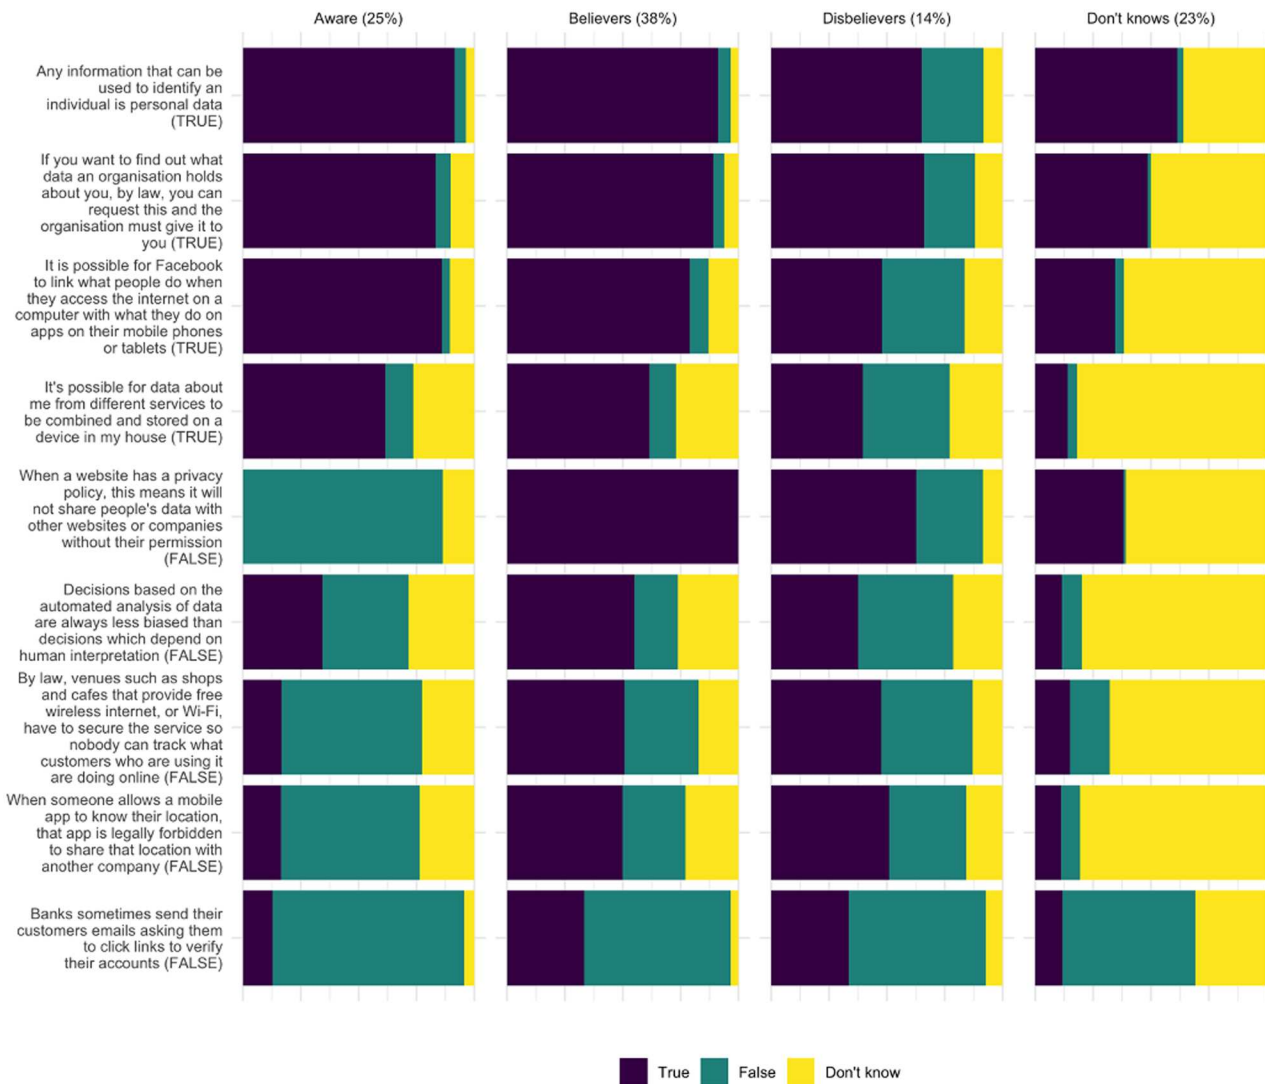 Aware (25%) Believers (38%) Disbelievers (14%) Don't knows (23%)
Any information that can be
used to identify an
individual is personal data
(TRUE)
If you want to find out what
data an organisation holds
about you, by law, you can
request this and the
organisation must give it to
you (TRUE)
It is possible for Facebook
to link what people do when
they access the internet on a
computer with what they do on
apps on their mobile phones
or tablets (TRUE)
It's possible for data about
me from different services to
be combined and stored on a
device in my house (TRUE)
When a website has a privacy
policy, this means it will
not share people's data with
other websites or companies
without their permission
(FALSE)
Decisions based on the
automated analysis of data
are always less biased than
decisions which depend on
human interpretation (FALSE)
By law, venues such as shops
and cafes that provide free
wireless internet, or Wi-Fi,
have to secure the service so
nobody can track what
customers who are using it
are doing online (FALSE)
When someone allows a mobile
app to know their location,
that app is legally forbidden
to share that location with
another company (FALSE)
Banks sometimes send their
customers emails asking them
to click links to verify
their accounts (FALSE)
True False Don't know